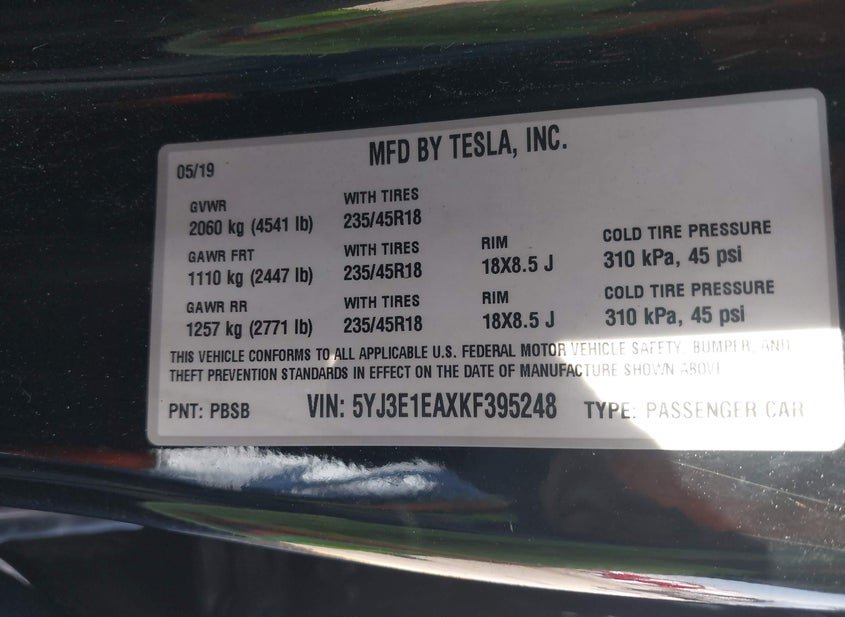 MFD BY TESLA, INC.
05/19
GVWR WITH TIRES
2060 kg (4541 lb) 235/45R18
GAWR FRT WITH TIRES RIM COLD TIRE PRESSURE
1110 kg (2447 lb) 235/45R18 18X8.5 J 310 kPa, 45 psi
GAWR RR WITH TIRES RIM COLD TIRE PRESSURE
1257 kg (2771 lb) 235/45R18 18X8.5 J 310 kPa, 45 psi
THIS VEHICLE CONFORMS TO ALL APPLICABLE U.S. FEDERAL MOTOR VEHICLE SAFETY, BUMPER, AND
THEFT PREVENTION STANDARDS IN EFFECT ON THE DATE OF MANUFACTURE SHOWN ABOVE
PNT: PBSB VIN: 5YJ3E1EAXKF395248 TYPE: PASSENGER CAR